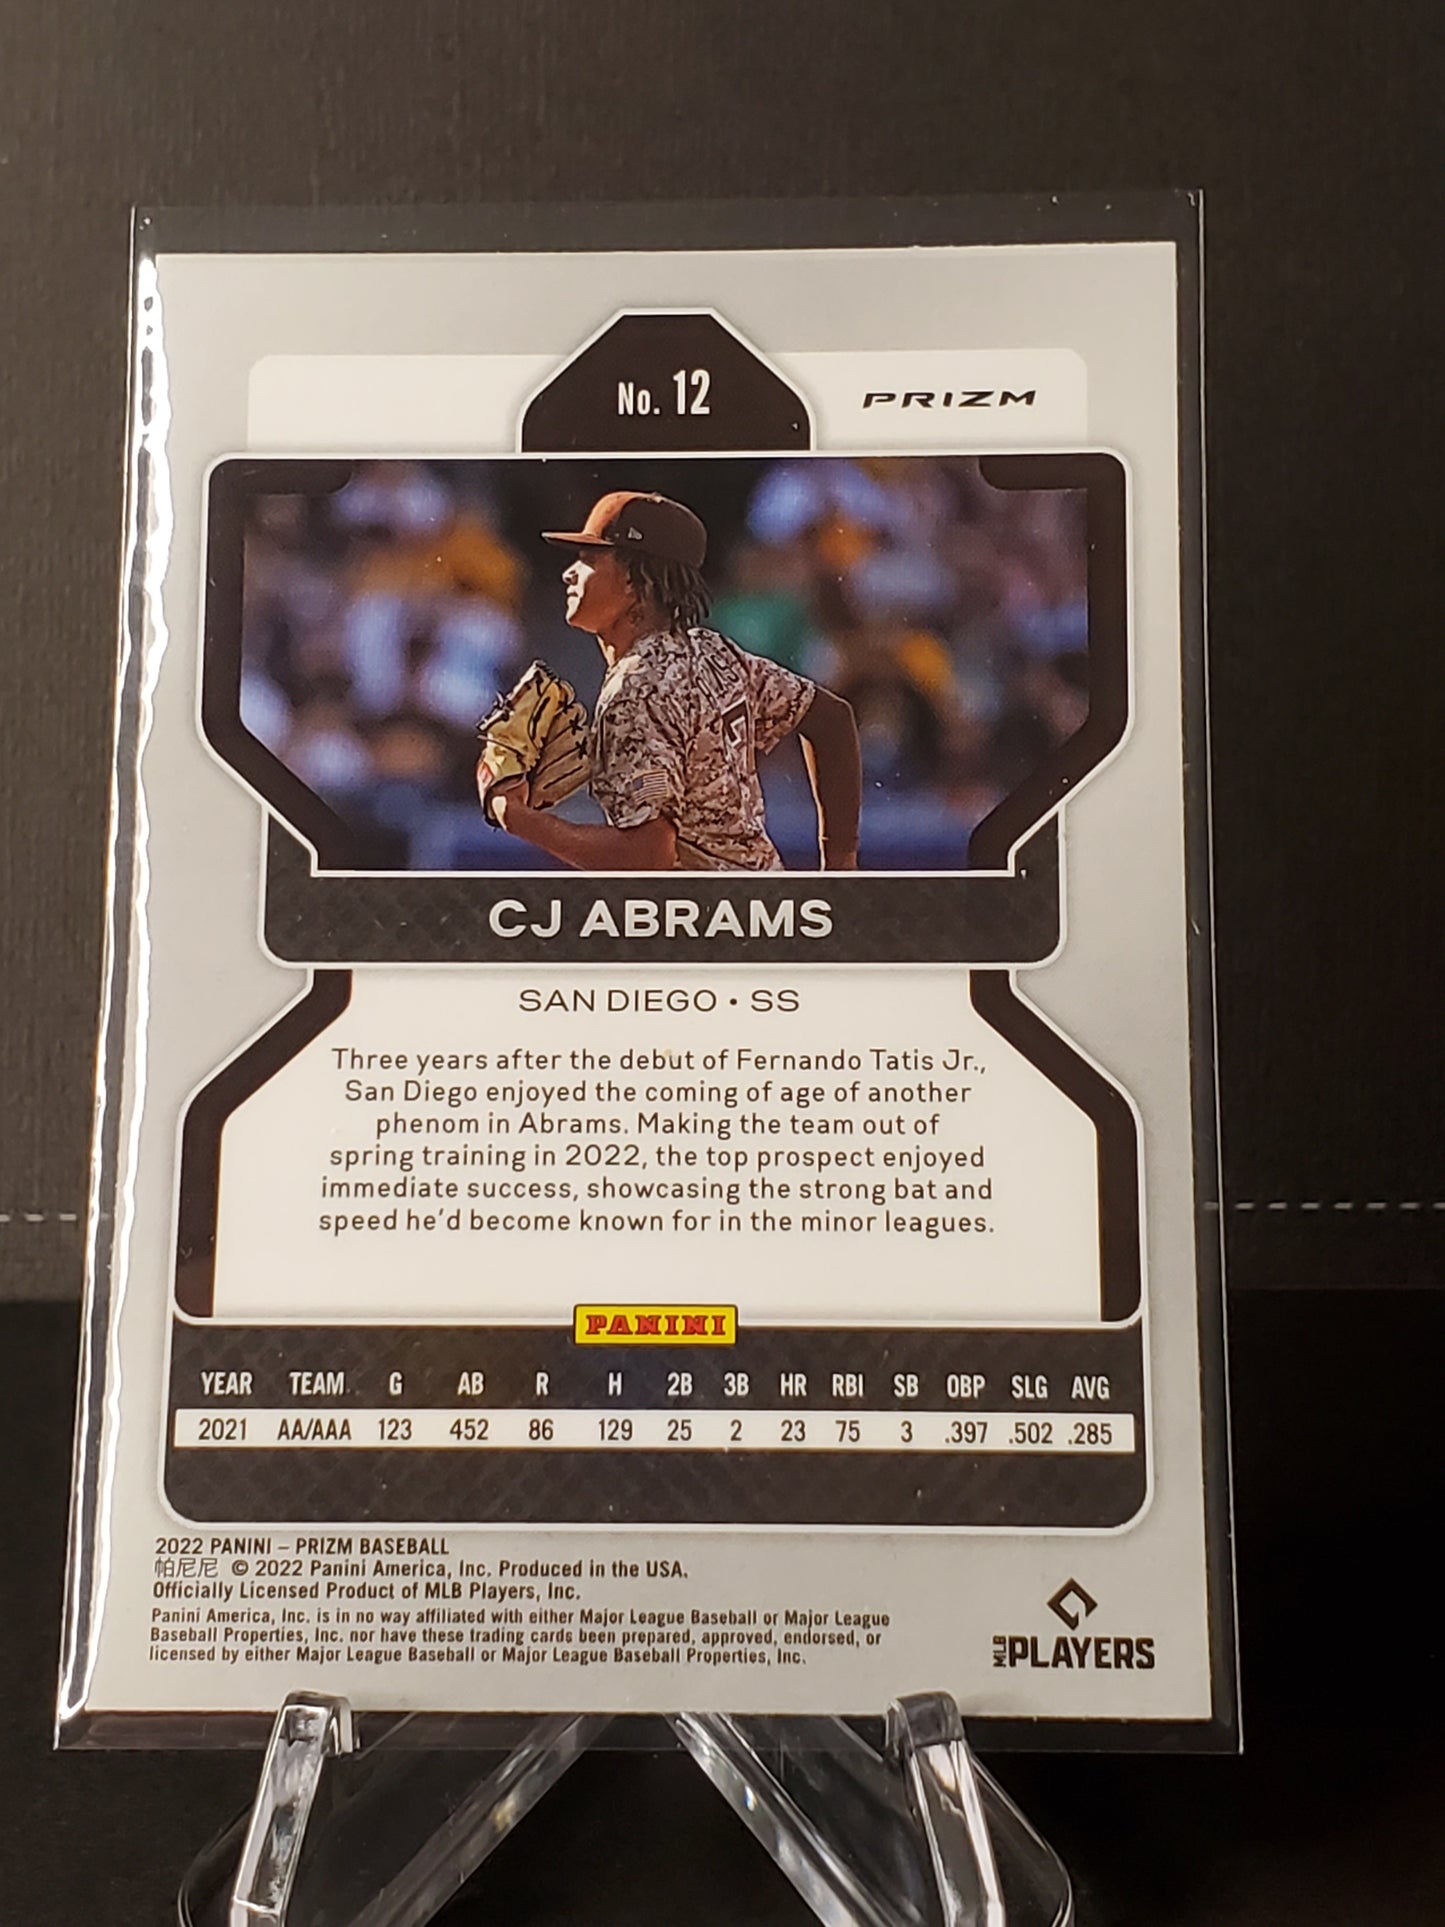 No. 12
PRIZM
CJ ABRAMS
SAN DIEGO • SS
Three years after the debut of Fernando Tatis Jr.,
San Diego enjoyed the coming of age of another
phenom in Abrams. Making the team out of
spring training in 2022, the top prospect enjoyed
immediate success, showcasing the strong bat and
speed he'd become known for in the minor leagues.
PANINI
YEAR TEAM G AB R H 2B 3B HR RBI SB OBP SLG AVG
2021 AA/AAA 123 452 86 129 25 2 23 75 3 .397 .502 .285
2022 PANINI – PRIZM BASEBALL
帕尼尼 © 2022 Panini America, Inc. Produced in the USA.
Officially Licensed Product of MLB Players, Inc.
Panini America, Inc. is in no way affiliated with either Major League Baseball or Major League
Baseball Properties, Inc. nor have these trading cards been prepared, approved, endorsed, or
licensed by either Major League Baseball or Major League Baseball Properties, Inc.
MLB PLAYERS